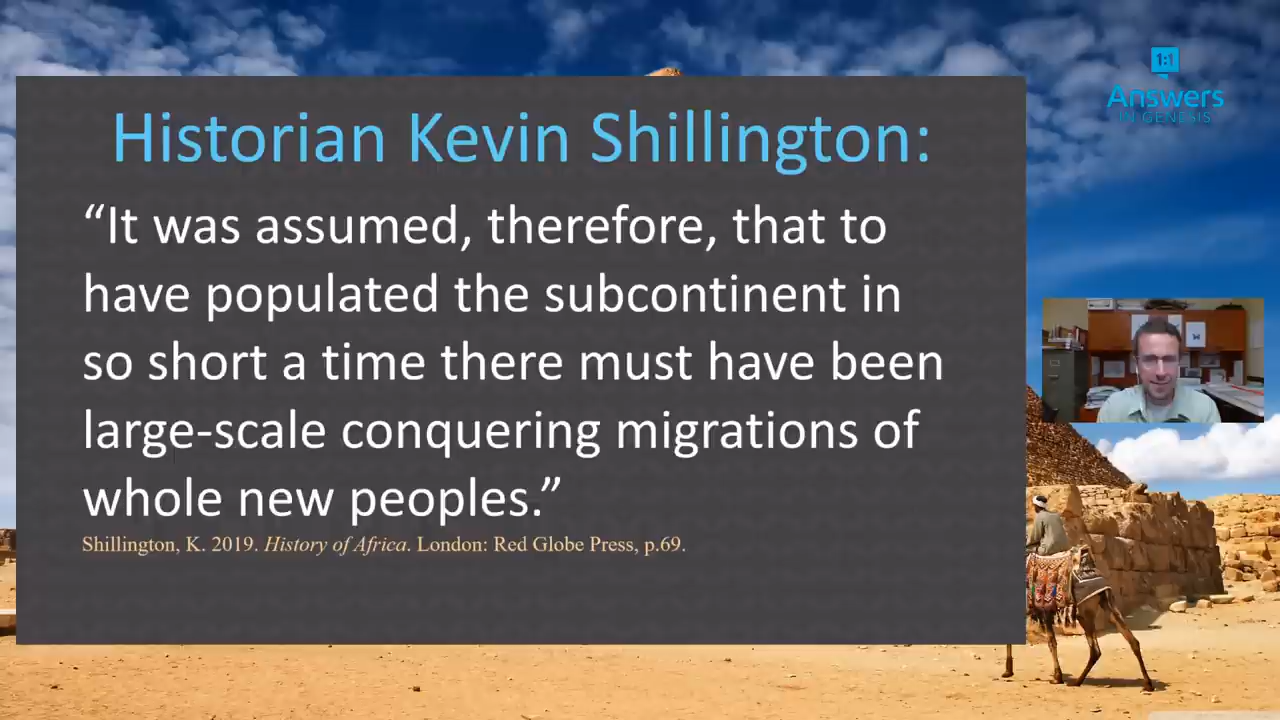 1:1
Answers
IN GENESIS
Historian Kevin Shillington:
“It was assumed, therefore, that to
have populated the subcontinent in
so short a time there must have been
large-scale conquering migrations of
whole new peoples.”
Shillington, K. 2019. History of Africa. London: Red Globe Press, p.69.